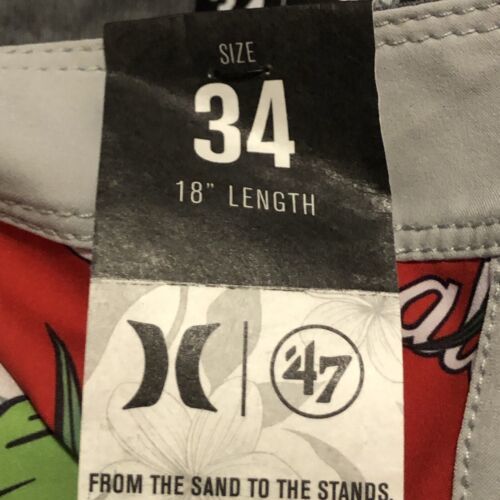 SIZE
34
18" LENGTH
'47
FROM THE SAND TO THE STANDS.